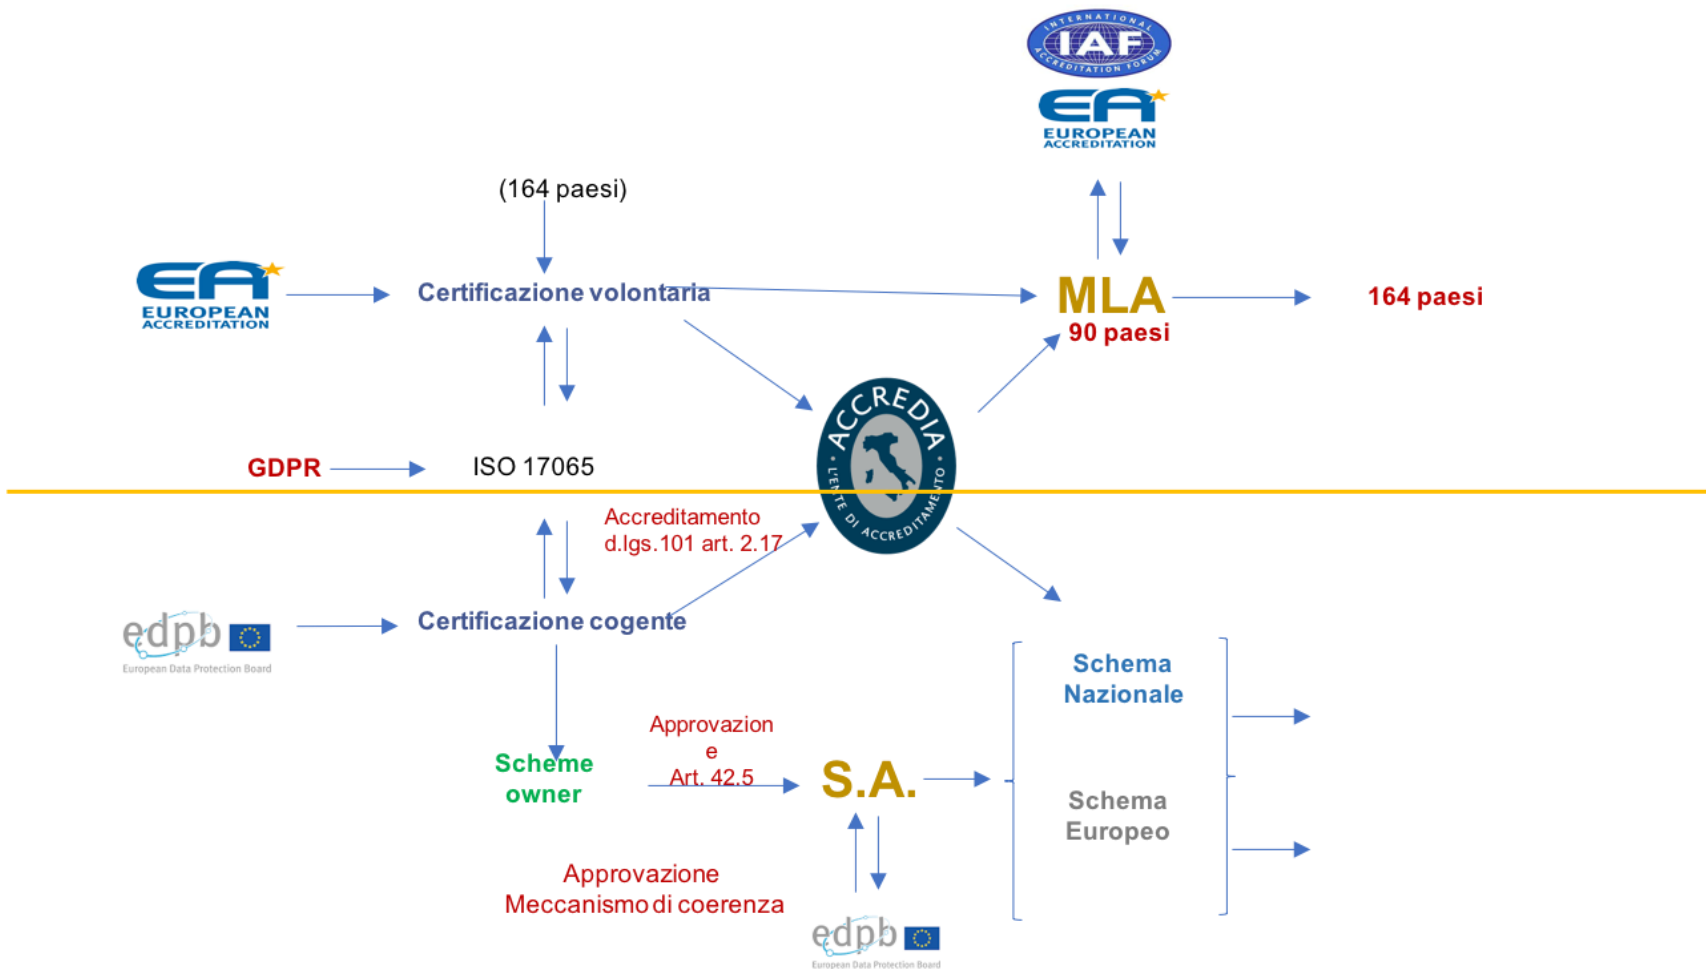 INTERNATIONAL
IAF
ACCREDITATION FORUM
EA
EUROPEAN
ACCREDITATION
(164 paesi)
EA
EUROPEAN
ACCREDITATION
Certificazione volontaria
MLA
90 paesi
164 paesi
ACCREDIA
L'ENTE DI ACCREDITAMENTO
GDPR
ISO 17065
Accreditamento
d.lgs.101 art. 2.17
edpb
European Data Protection Board
Certificazione cogente
Schema
Nazionale
Scheme
owner
Approvazion
e
Art. 42.5
S.A.
Schema
Europeo
Approvazione
Meccanismo di coerenza
edpb
European Data Protection Board